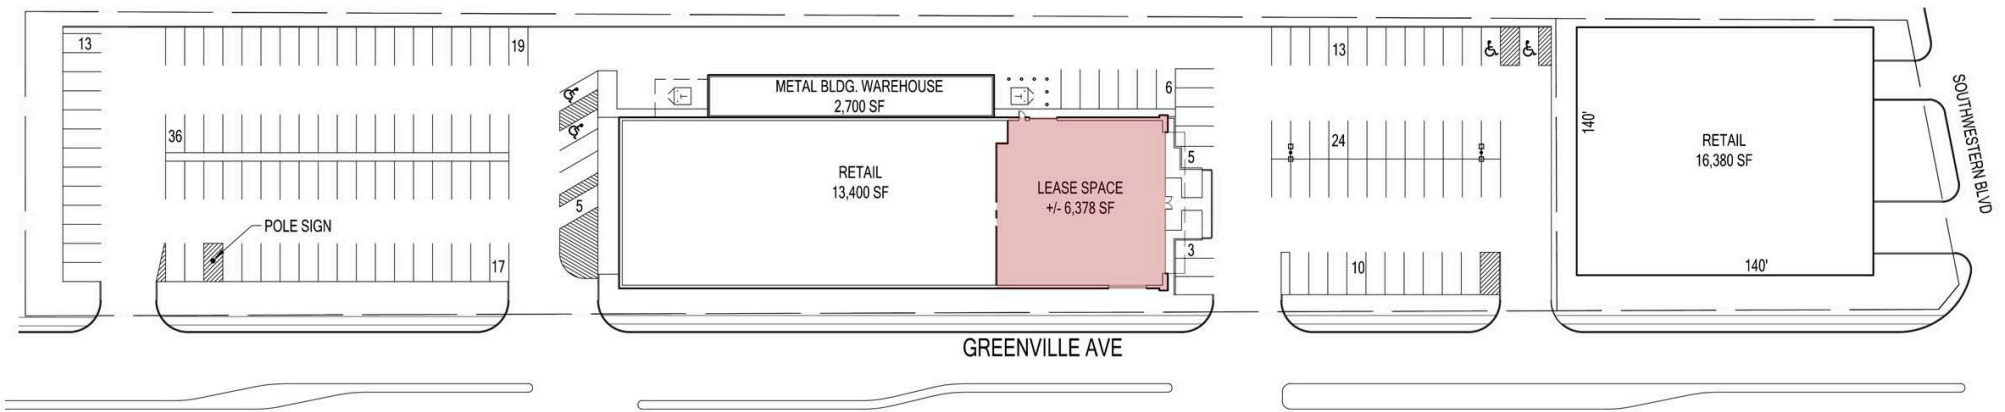 13
19
13
METAL BLDG. WAREHOUSE
2,700 SF
6
36
24
140'
RETAIL
16,380 SF
SOUTHWESTERN BLVD
RETAIL
13,400 SF
LEASE SPACE
+/- 6,378 SF
5
5
POLE SIGN
3
17
10
140'
GREENVILLE AVE